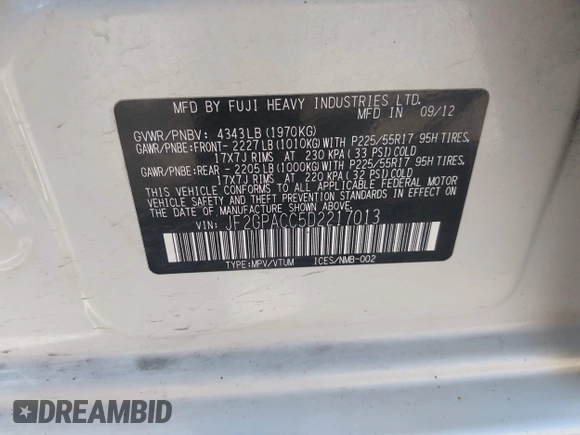 MFD BY FUJI HEAVY INDUSTRIES LTD.
MFD IN 09/12
GVWR/PNBV: 4343LB (1970KG)
GAWR/PNBE:FRONT- 2227LB(1010KG)WITH P225/55R17 95H TIRES,
17X7J RIMS AT 230 KPA (33 PSI)COLD
GAWR/PNBE:REAR - 2205LB(1000KG)WITH P225/55R17 95H TIRES,
17X7J RIMS AT 220 KPA (32 PSI)COLD
THIS VEHICLE CONFORMS TO ALL APPLICABLE FEDERAL MOTOR
VEHICLE SAFETY STANDARDS IN EFFECT ON
THE DATE OF MANUFACTURE SHOWN ABOVE.
VIN: JF2GPACC5D2217013
TYPE:MPV/VTUM ICES/NMB-002
DREAMBID